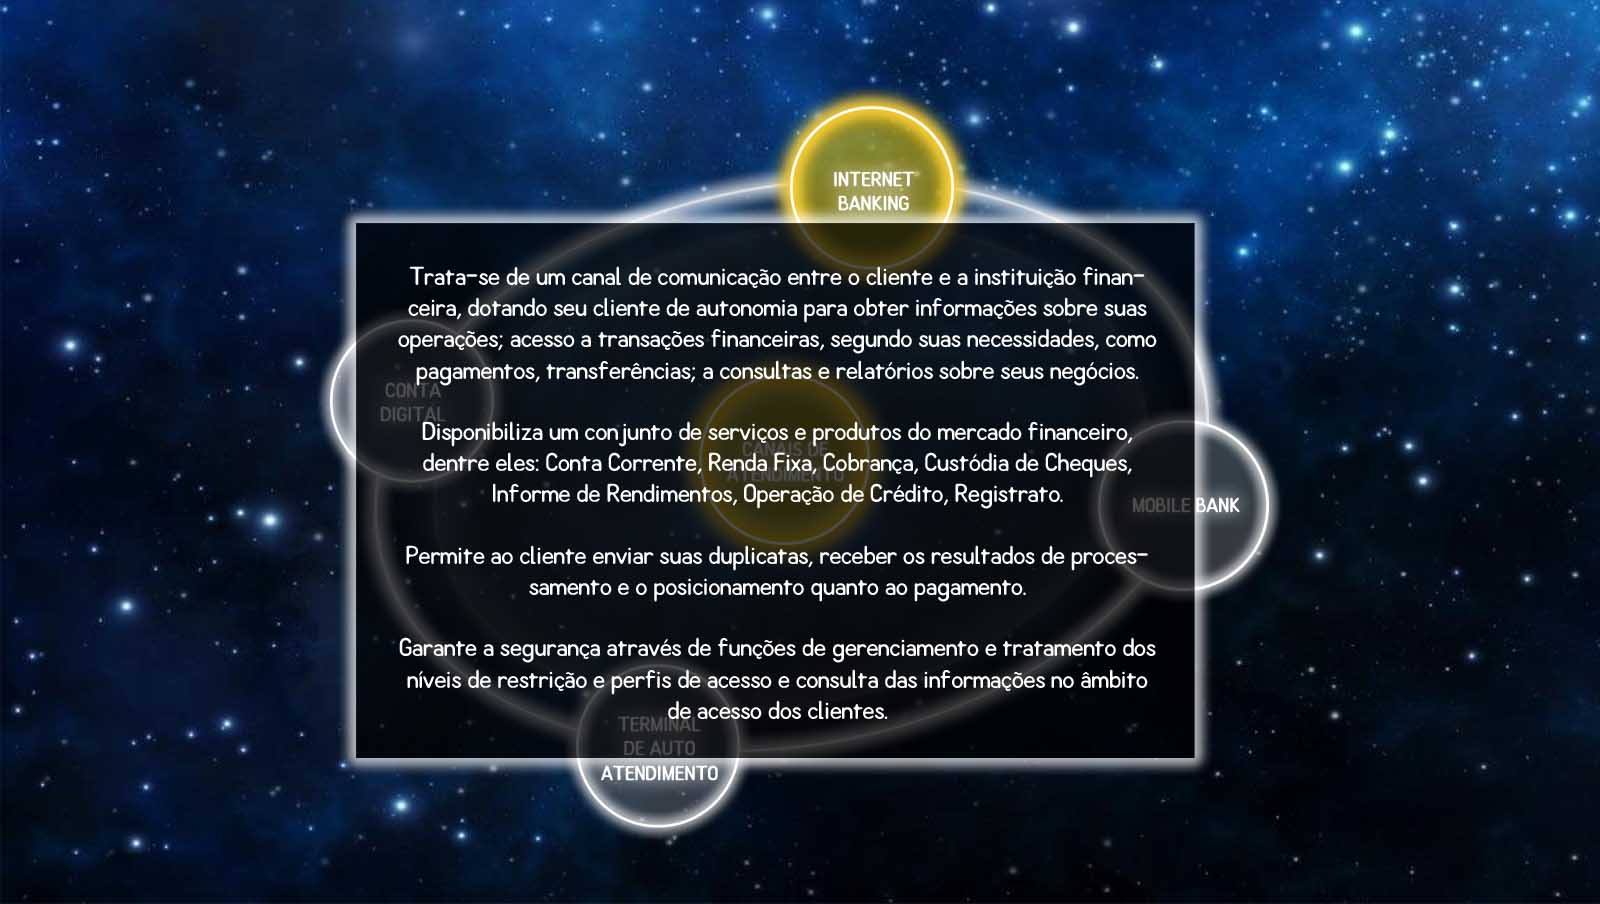 INTERNET
BANKING
Trata-se de um canal de comunicação entre o cliente e a instituição finan-
ceira, dotando seu cliente de autonomia para obter informações sobre suas
operações; acesso a transações financeiras, segundo suas necessidades, como
pagamentos, transferências; a consultas e relatórios sobre seus negócios.
CONTA
DIGITAL
Disponibiliza um conjunto de serviços e produtos do mercado financeiro,
dentre eles: Conta Corrente, Renda Fixa, Cobrança, Custódia de Cheques,
Informe de Rendimentos, Operação de Crédito, Registrato.
CANAIS DE
ATENDIMENTO
MOBILE BANK
Permite ao cliente enviar suas duplicatas, receber os resultados de proces-
samento e o posicionamento quanto ao pagamento.
Garante a segurança através de funções de gerenciamento e tratamento dos
níveis de restrição e perfis de acesso e consulta das informações no âmbito
de acesso dos clientes.
TERMINAL
DE AUTO
ATENDIMENTO